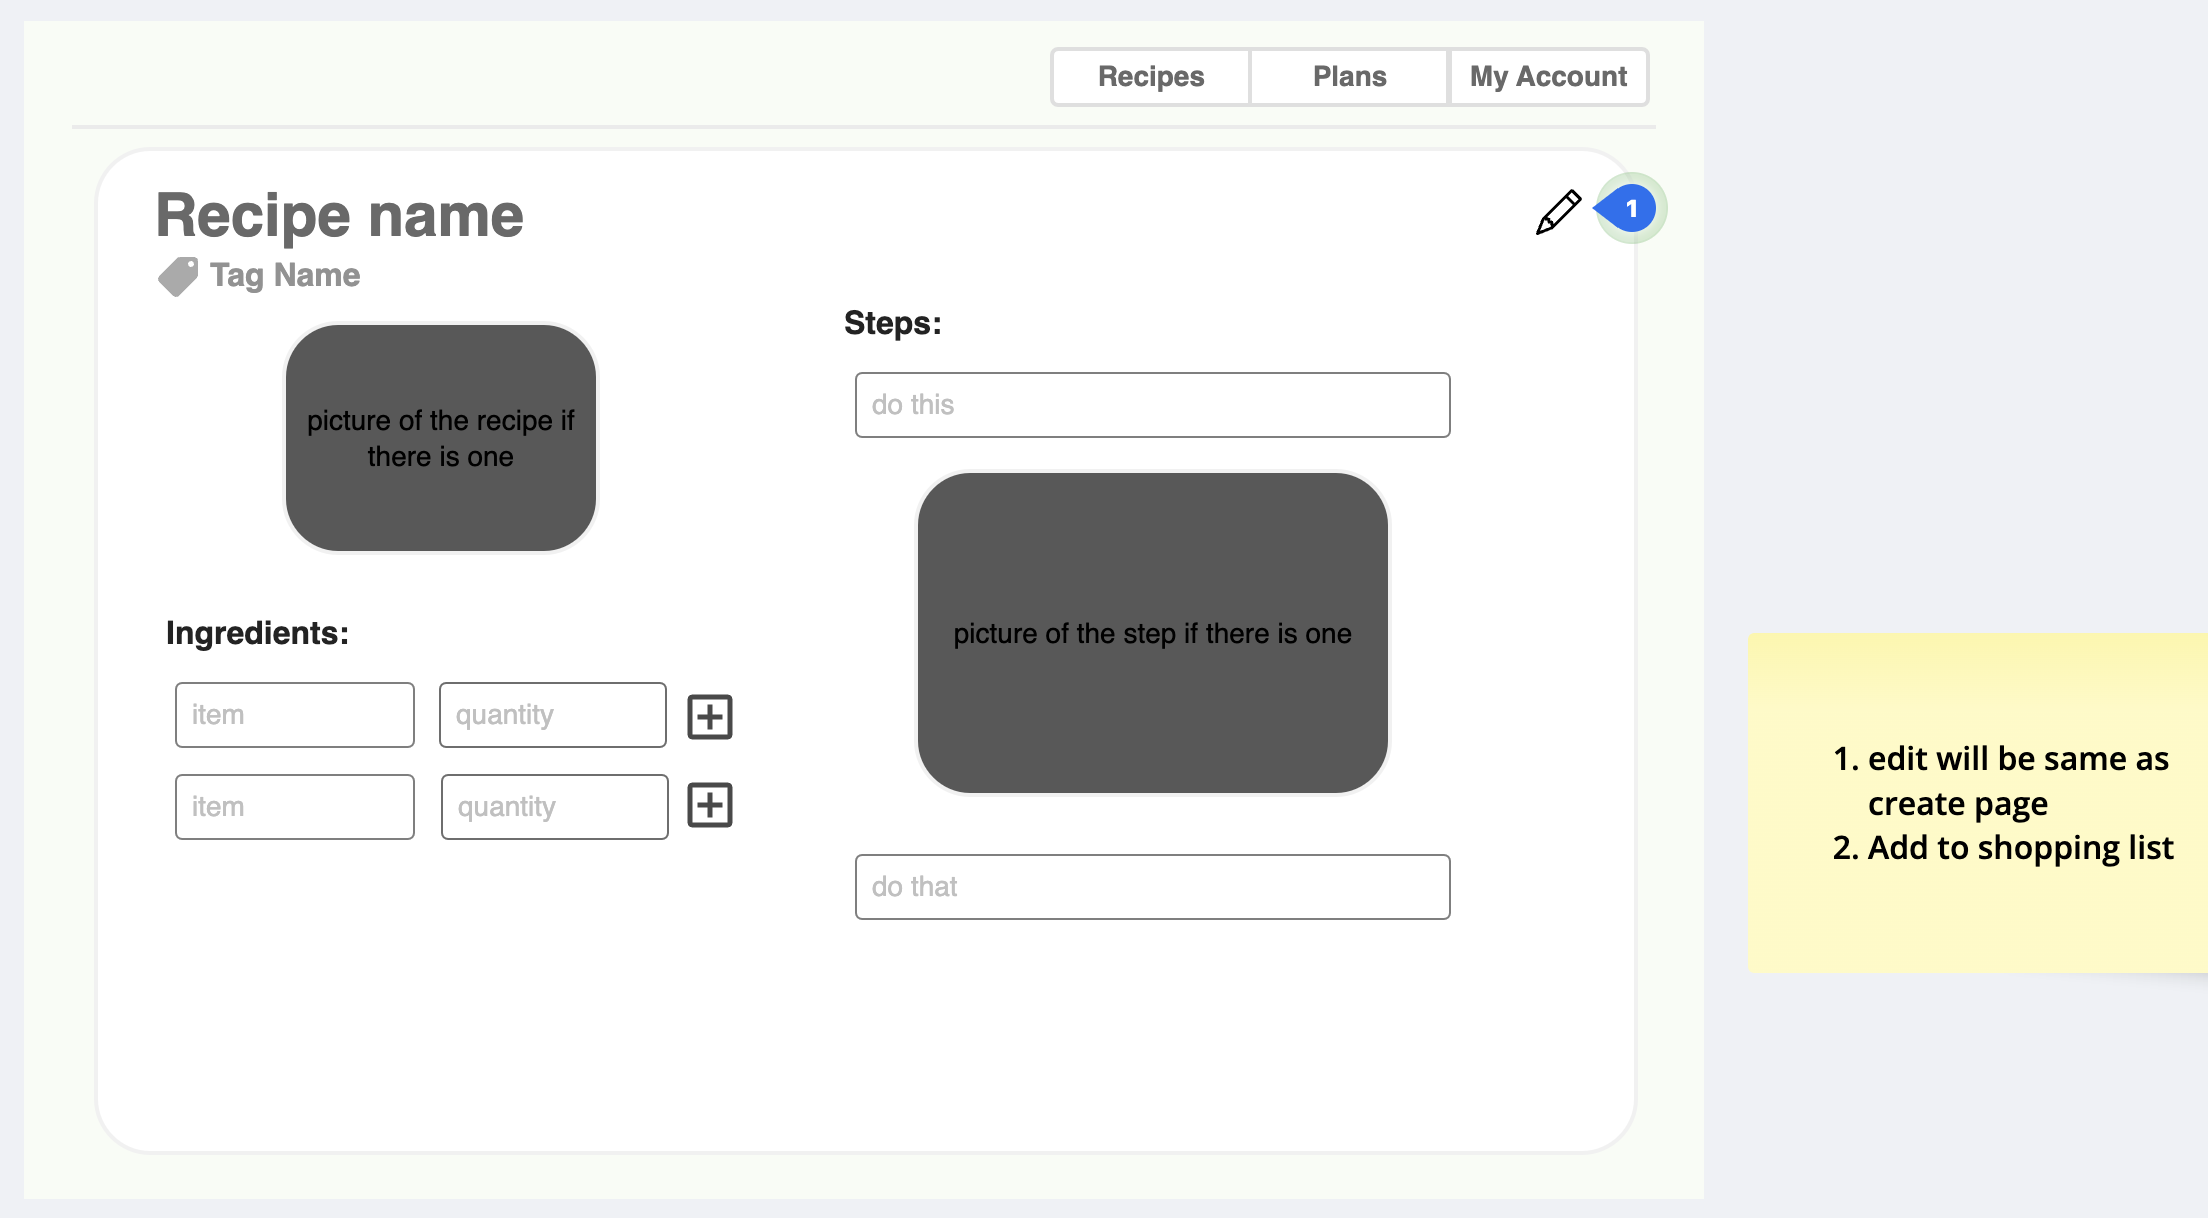 Recipes
Plans
My Account
Recipe name
1
Tag Name
picture of the recipe if
there is one
Ingredients:
item
quantity
item
quantity
Steps:
do this
picture of the step if there is one
do that
1. edit will be same as
create page
2. Add to shopping list